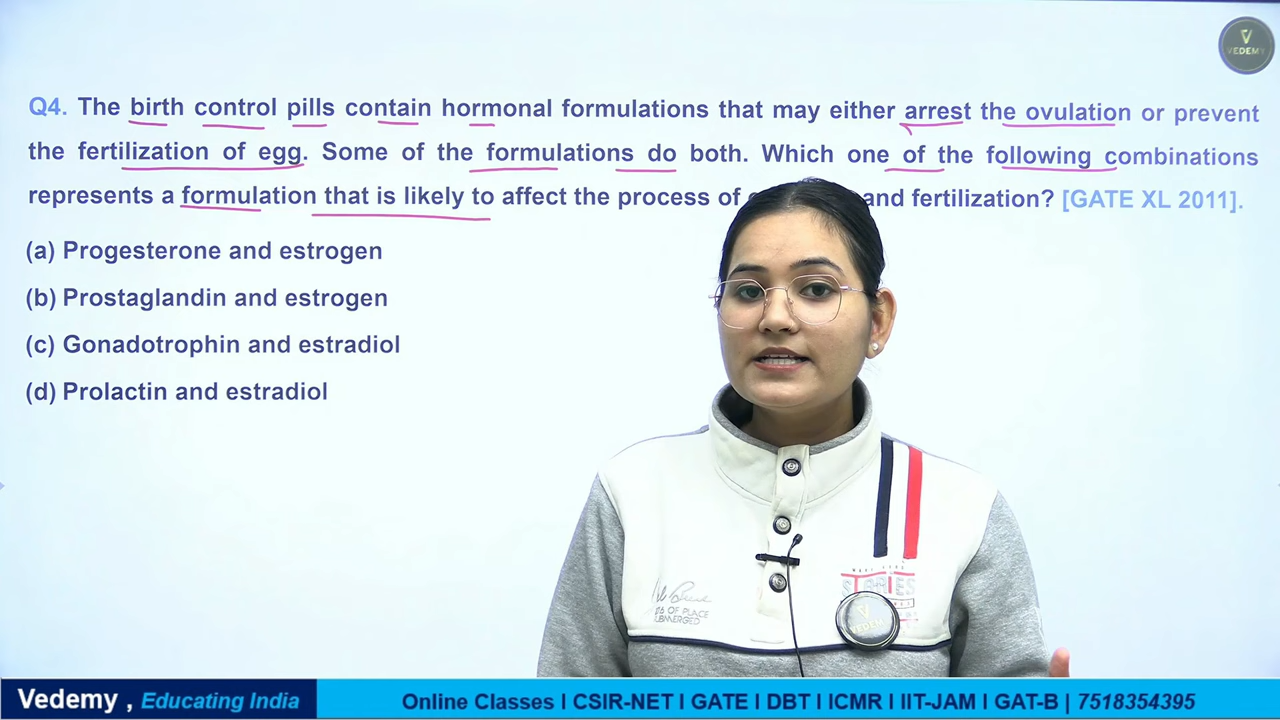 VEDEMY
Q4. The birth control pills contain hormonal formulations that may either arrest the ovulation or prevent
the fertilization of egg. Some of the formulations do both. Which one of the following combinations
represents a formulation that is likely to affect the process of and fertilization? [GATE XL 2011].
(a) Progesterone and estrogen
(b) Prostaglandin and estrogen
(c) Gonadotrophin and estradiol
(d) Prolactin and estradiol
OF PLACE
VEDEMY
Vedemy , Educating India
Online Classes I CSIR-NET I GATE I DBT I ICMR I IIT-JAM I GAT-B | 7518354395